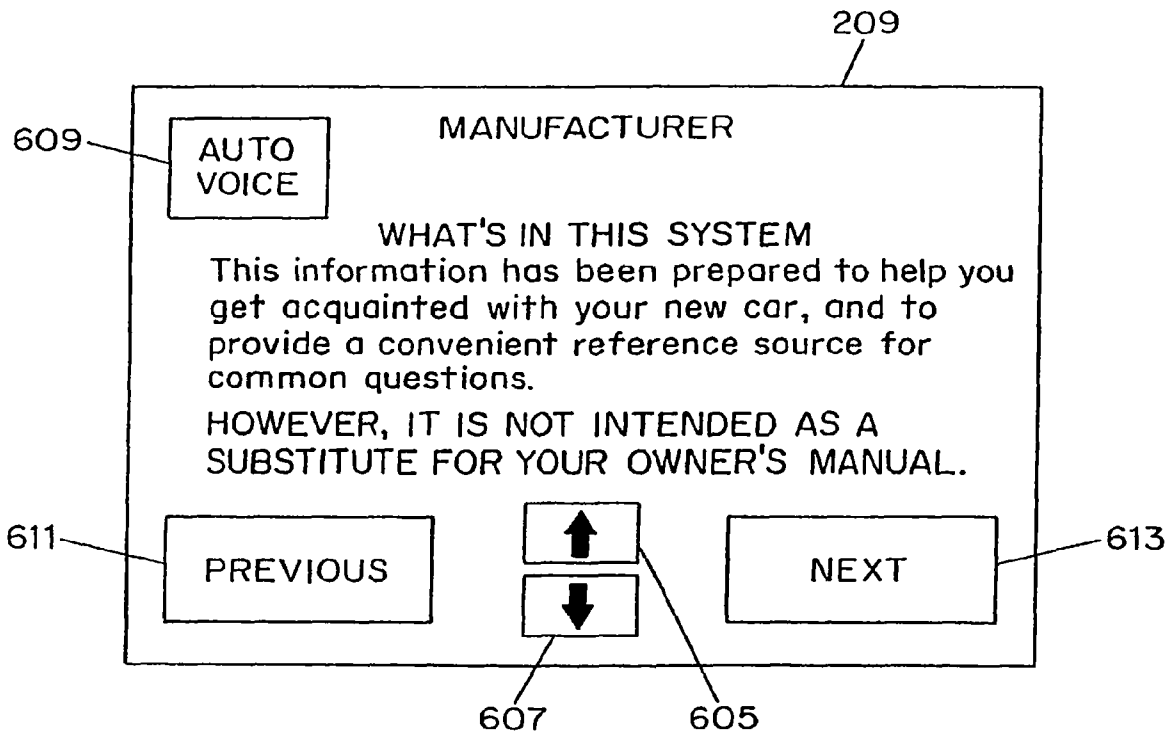 209
609
AUTO
VOICE
MANUFACTURER
WHAT'S IN THIS SYSTEM
This information has been prepared to help you
get acquainted with your new car, and to
provide a convenient reference source for
common questions.
HOWEVER, IT IS NOT INTENDED AS A
SUBSTITUTE FOR YOUR OWNER'S MANUAL.
611
PREVIOUS
NEXT
613
607
605